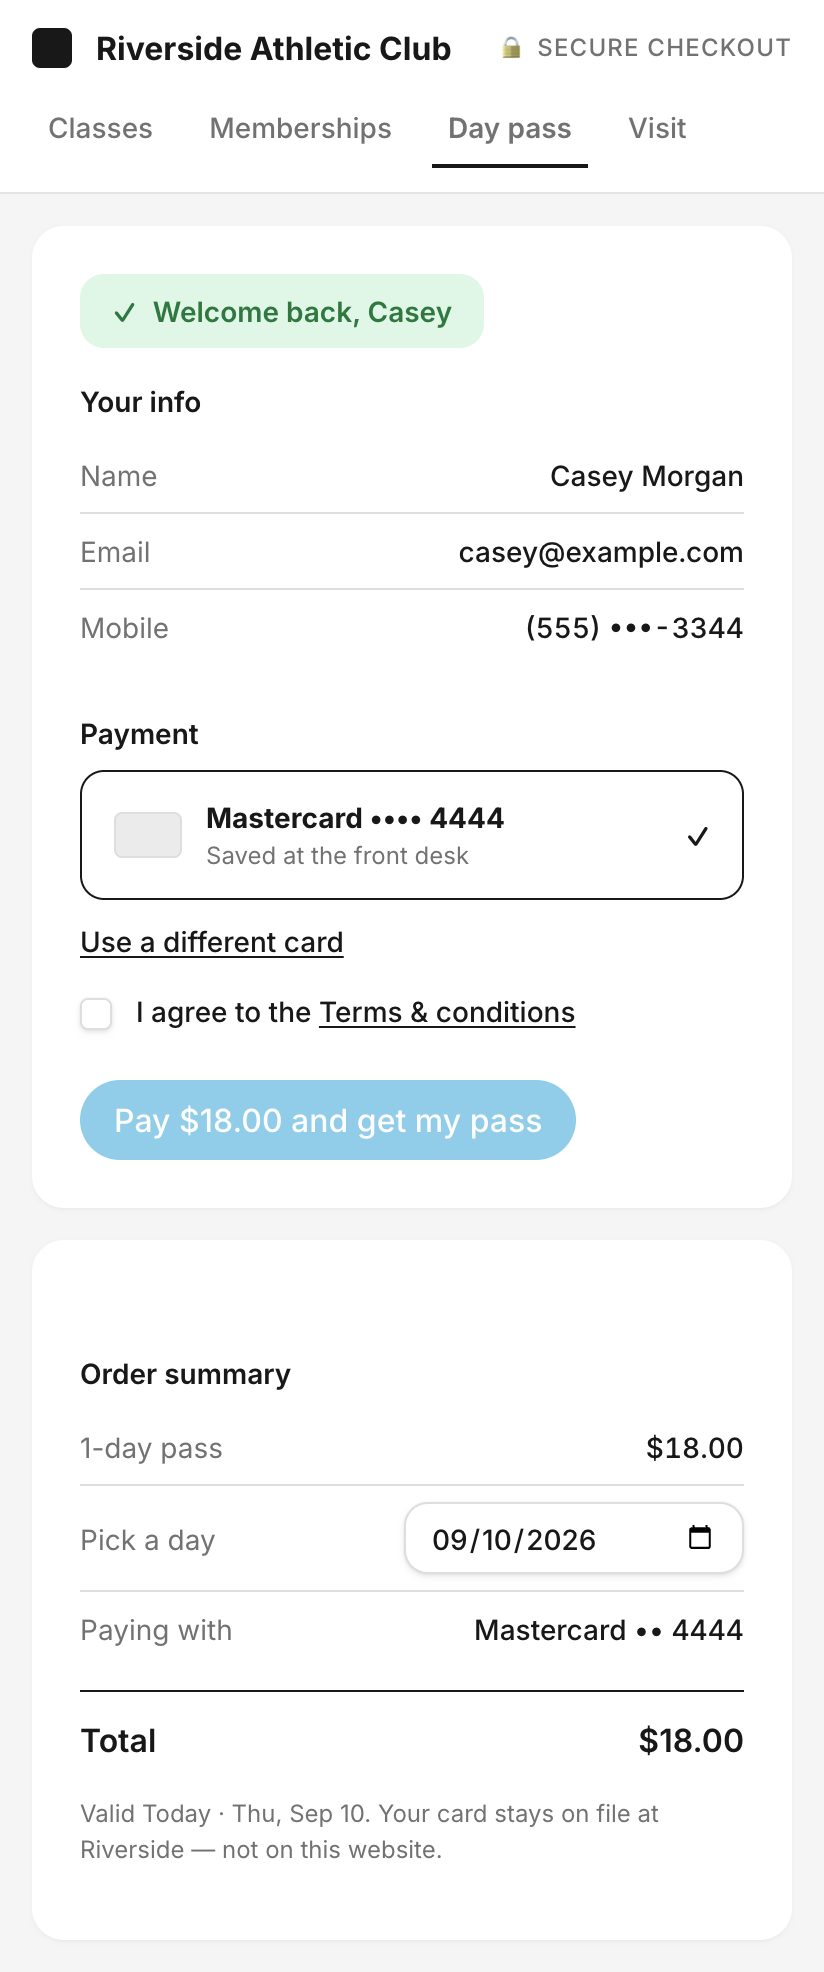 Riverside Athletic Club
🔒 SECURE CHECKOUT
Classes Memberships Day pass Visit
✓ Welcome back, Casey
Your info
Name Casey Morgan
Email casey@example.com
Mobile (555) •••-3344
Payment
Mastercard •••• 4444
Saved at the front desk
Use a different card
I agree to the Terms & conditions
Pay $18.00 and get my pass
Order summary
1-day pass $18.00
Pick a day 09/10/2026
Paying with Mastercard •• 4444
Total $18.00
Valid Today · Thu, Sep 10. Your card stays on file at
Riverside — not on this website.